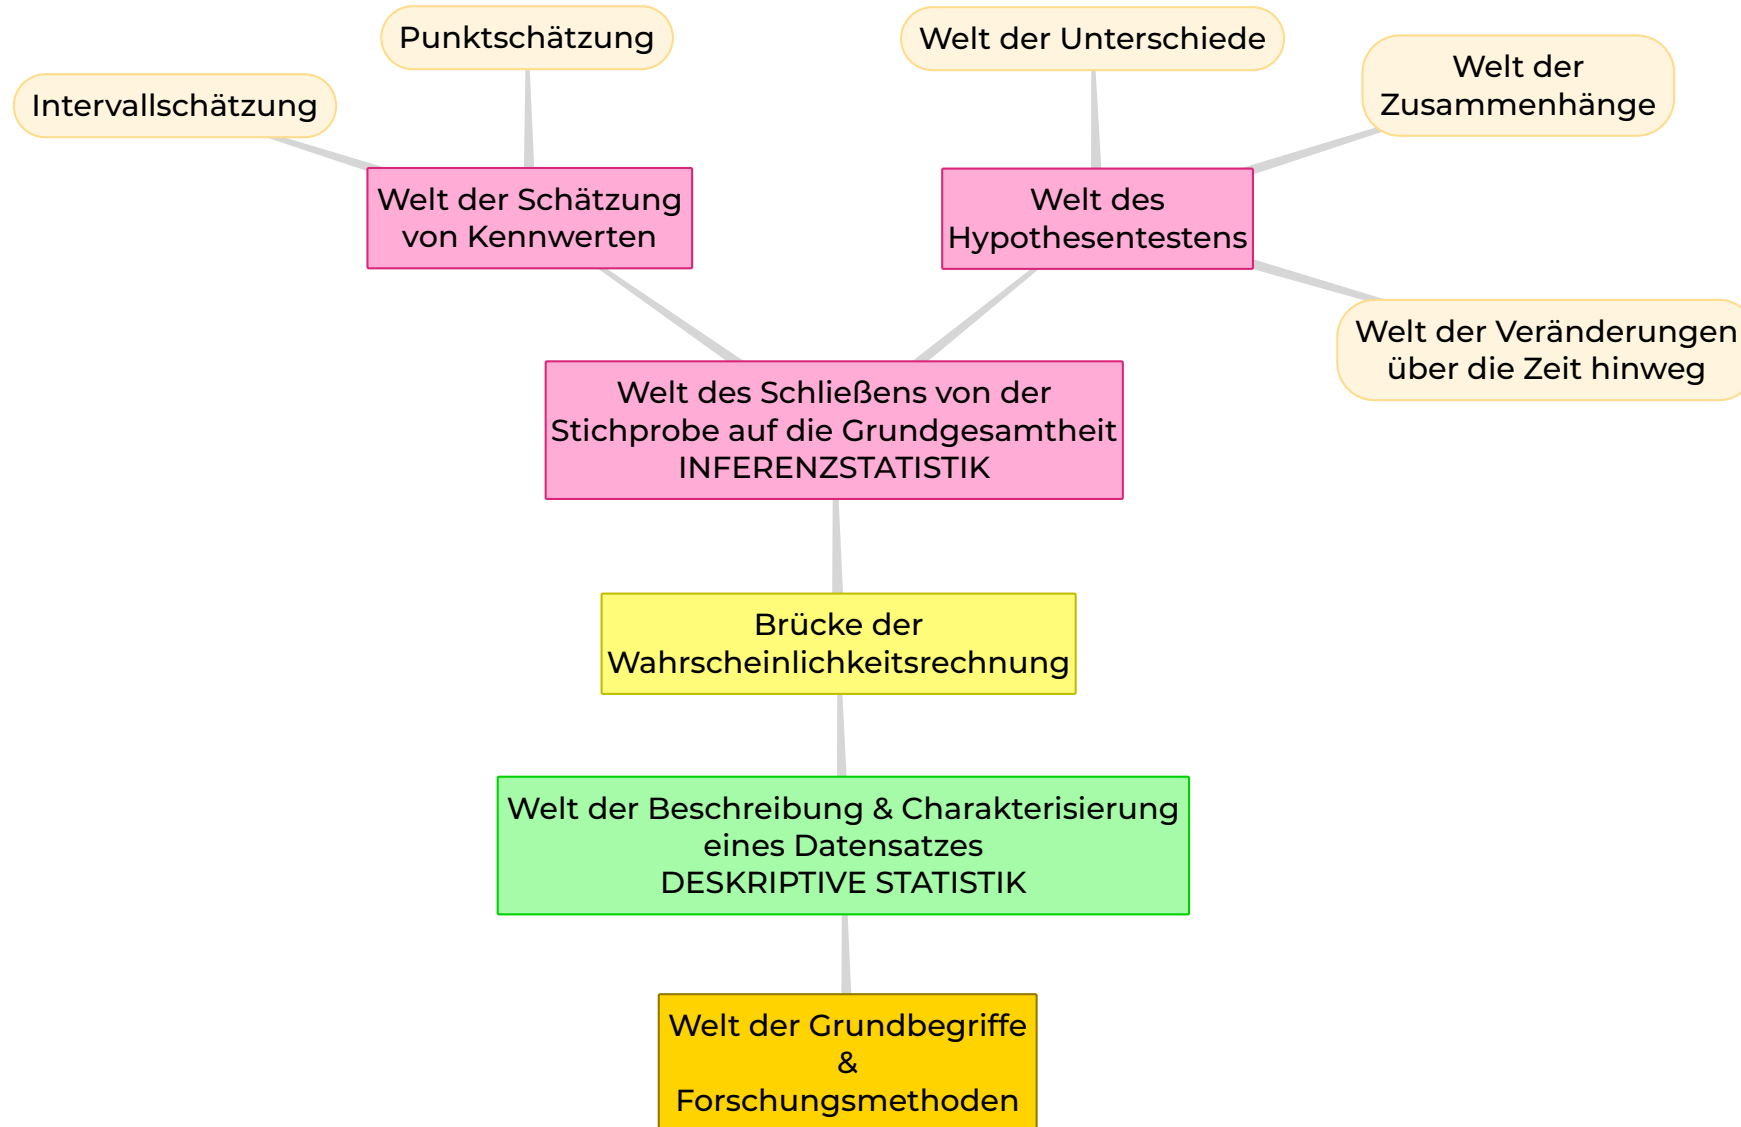 Punktschätzung
Welt der Unterschiede
Intervallschätzung
Welt der
Zusammenhänge
Welt der Schätzung
von Kennwerten
Welt des
Hypothesentestens
Welt der Veränderungen
über die Zeit hinweg
Welt des Schließens von der
Stichprobe auf die Grundgesamtheit
INFERENZSTATISTIK
Brücke der
Wahrscheinlichkeitsrechnung
Welt der Beschreibung & Charakterisierung
eines Datensatzes
DESKRIPTIVE STATISTIK
Welt der Grundbegriffe
&
Forschungsmethoden